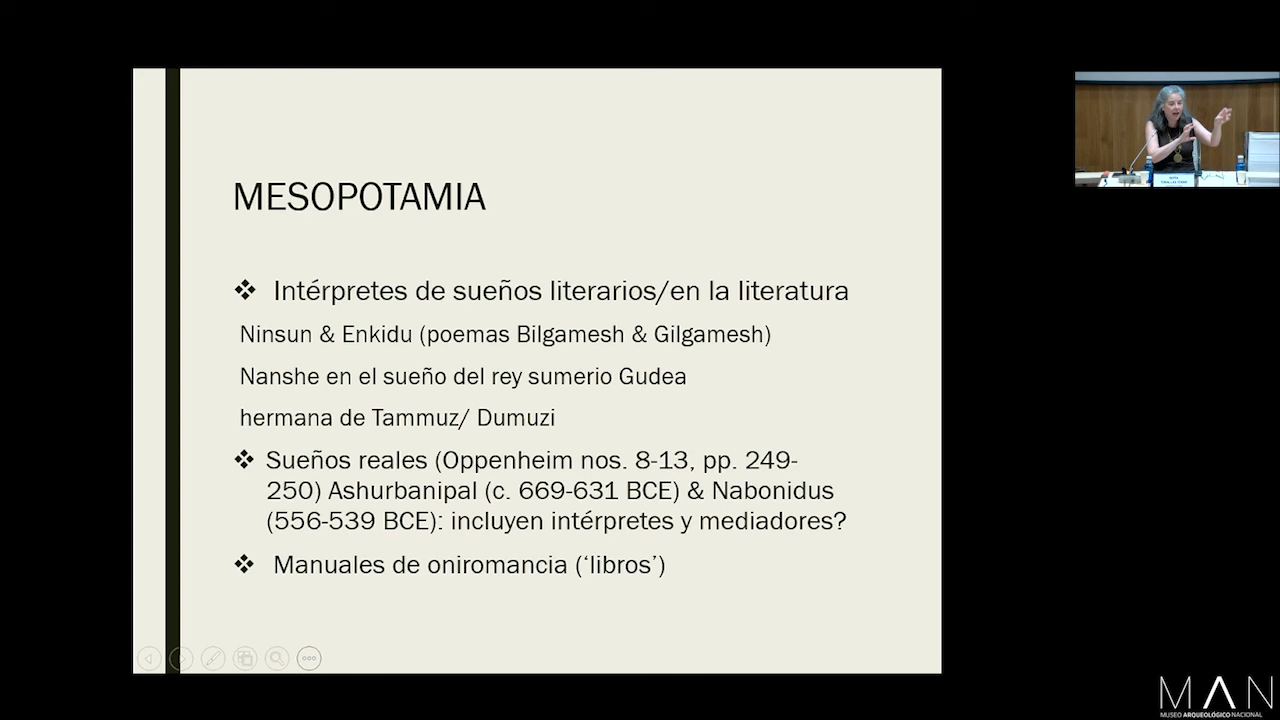 MESOPOTAMIA
❖ Intérpretes de sueños literarios/en la literatura
Ninsun & Enkidu (poemas Bilgamesh & Gilgamesh)
Nanshe en el sueño del rey sumerio Gudea
hermana de Tammuz/ Dumuzi
❖ Sueños reales (Oppenheim nos. 8-13, pp. 249-
250) Ashurbanipal (c. 669-631 BCE) & Nabonidus
(556-539 BCE): incluyen intérpretes y mediadores?
❖ Manuales de oniromancia (‘libros’)
MAN
MUSEO ARQUEOLÓGICO NACIONAL